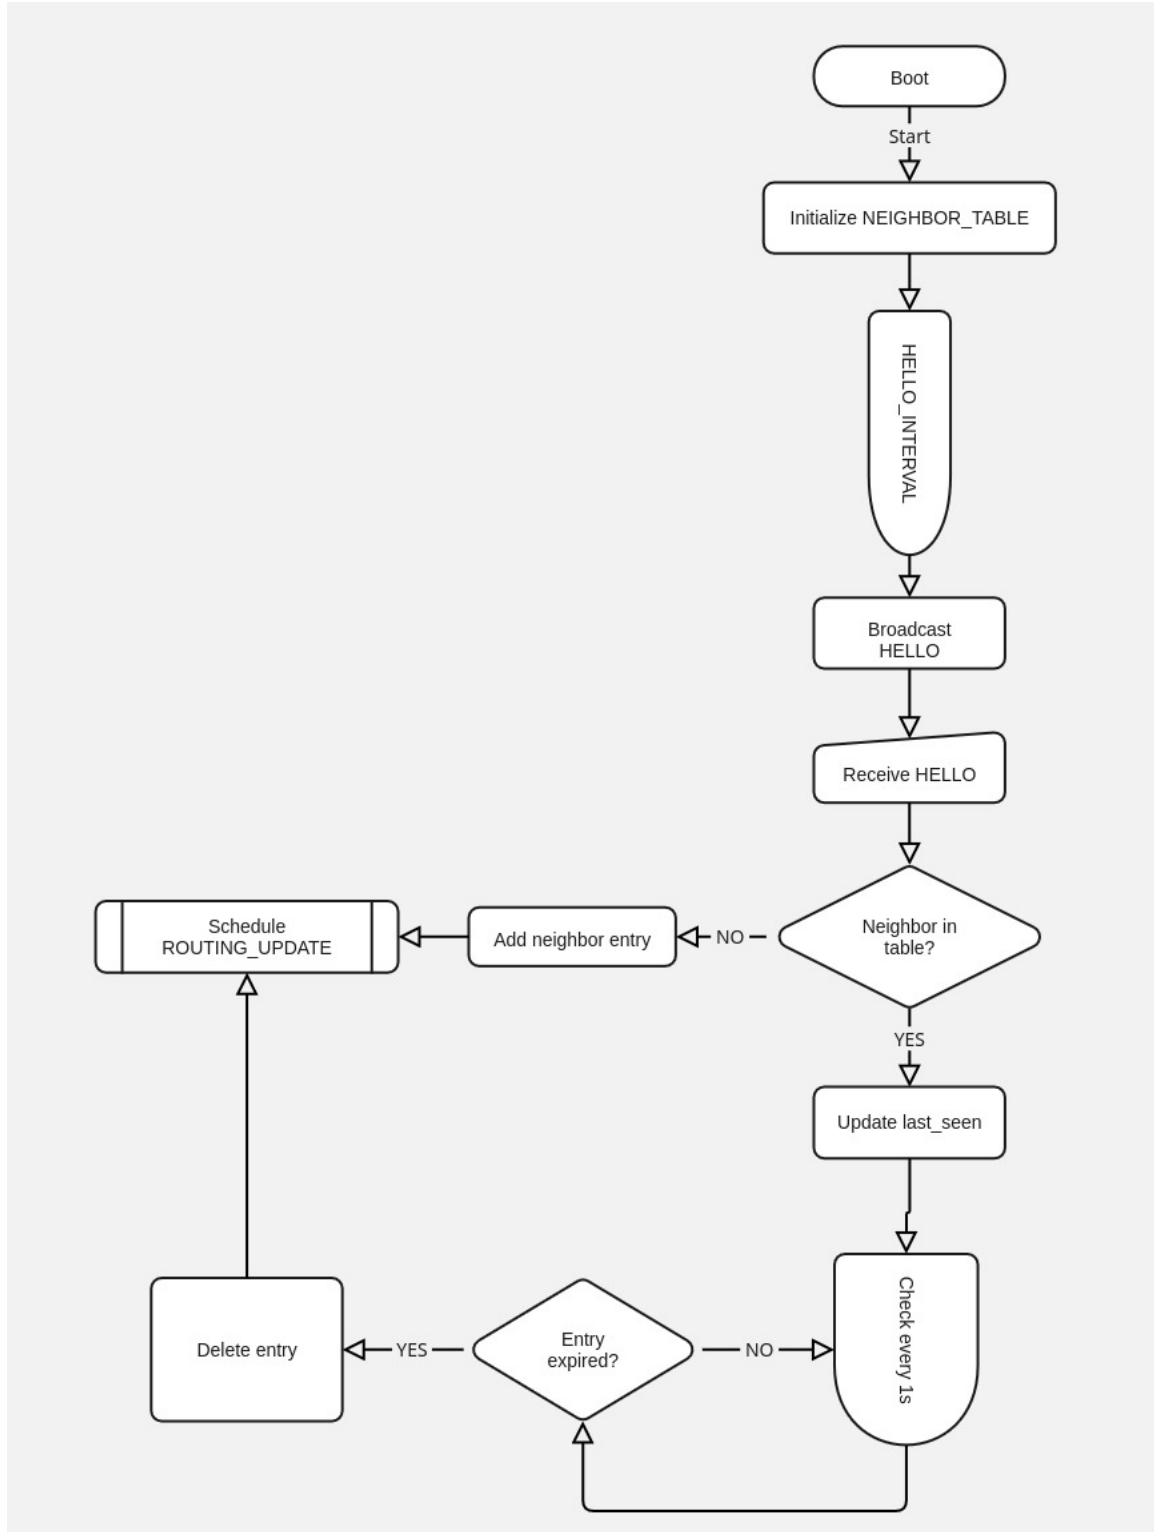 Boot
Start
Initialize NEIGHBOR_TABLE
HELLO_INTERVAL
Broadcast
HELLO
Receive HELLO
Neighbor in
table?
NO
Add neighbor entry
Schedule
ROUTING_UPDATE
YES
Update last_seen
Check every 1s
Entry
expired?
NO
YES
Delete entry